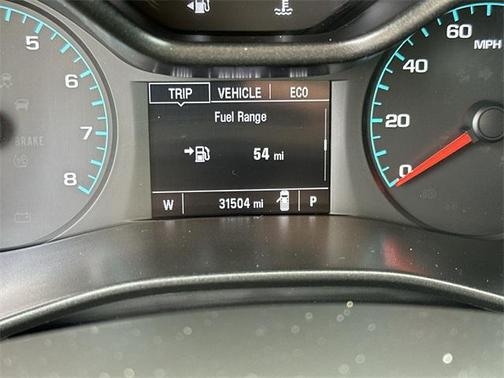 5
6
7
8
BRAKE
TRIP VEHICLE ECO
Fuel Range
54 mi
W 31504 mi P
60 MPH
40
20
0